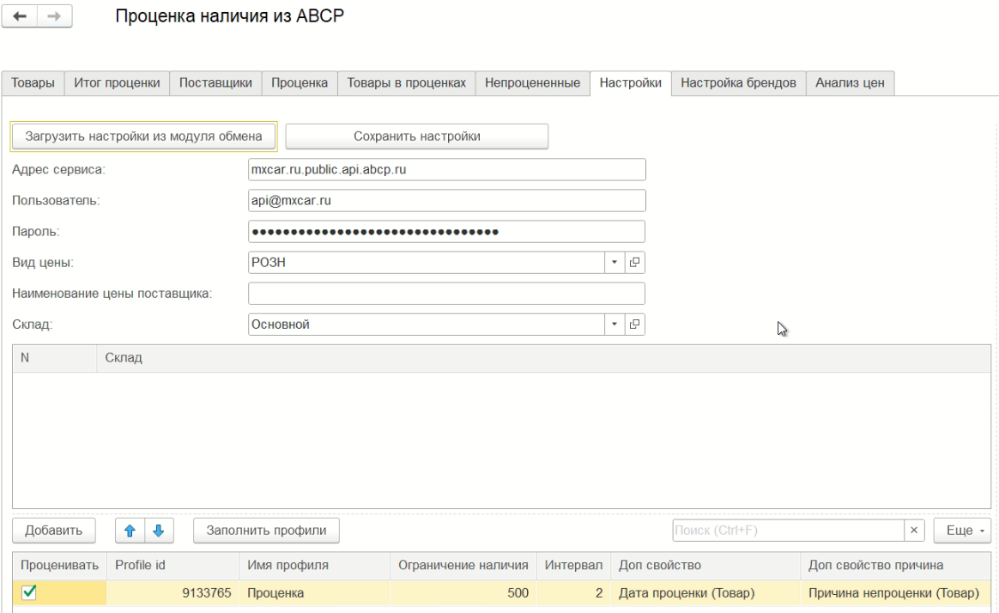 Проценка наличия из ABCP
Товары Итог проценки Поставщики Проценка Товары в проценках Непроцененные Настройки Настройка брендов Анализ цен
Загрузить настройки из модуля обмена Сохранить настройки
Адрес сервиса: mxcar.ru.public.api.abcp.ru
Пользователь: api@mxcar.ru
Пароль: ••••••••••••••••••••••••••••••••
Вид цены: РОЗН
Наименование цены поставщика:
Склад: Основной
N Склад
Добавить Заполнить профили Поиск (Ctrl+F) × Еще
Проценивать Profile id Имя профиля Ограничение наличия Интервал Доп свойство Доп свойство причина
9133765 Проценка 500 2 Дата проценки (Товар) Причина непроценки (Товар)